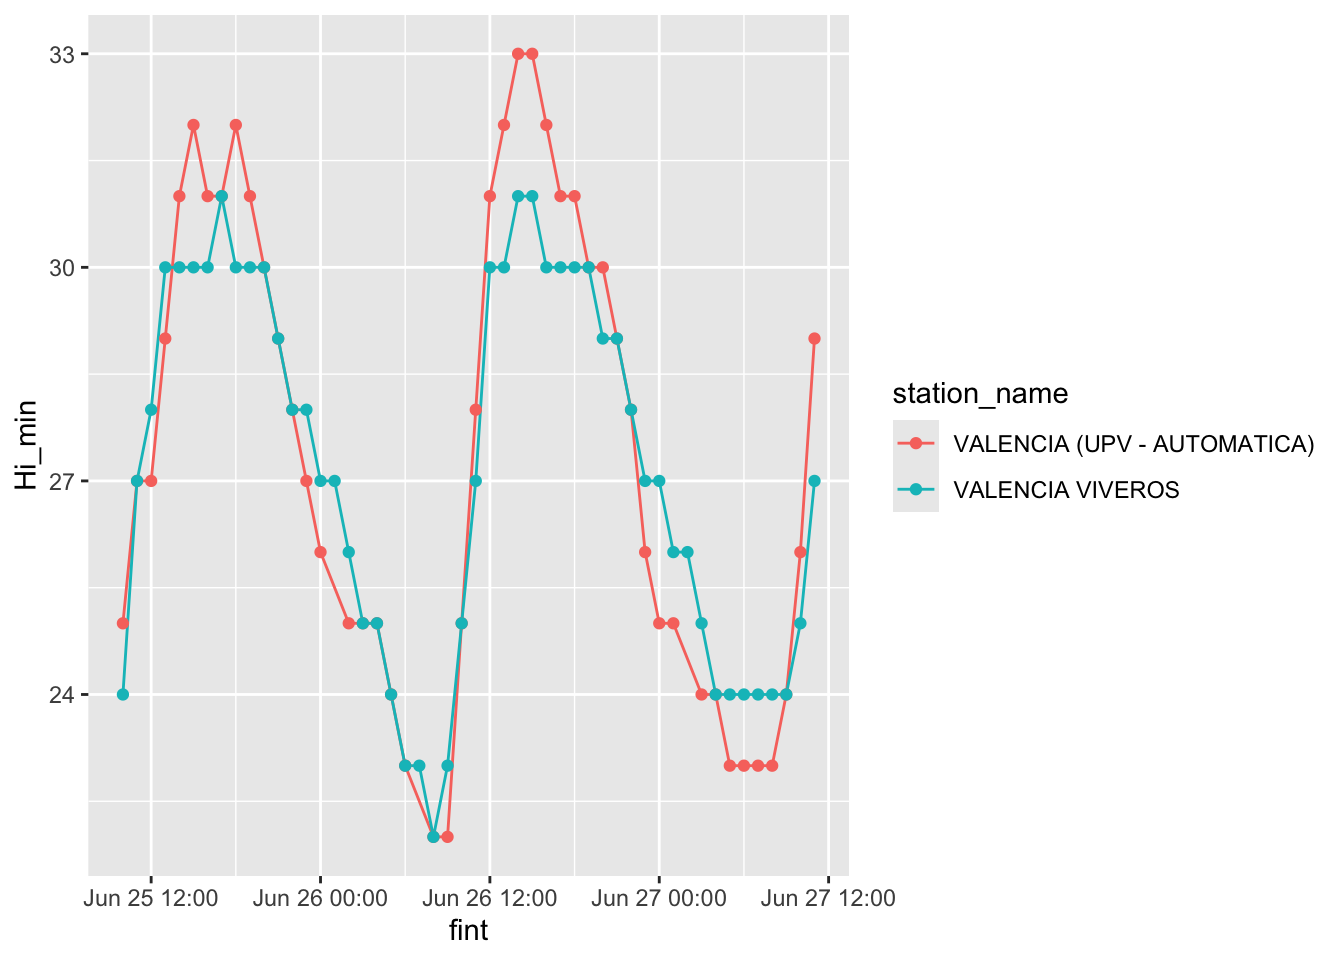 33
30
27
24
Hi_min
Jun 25 12:00 Jun 26 00:00 Jun 26 12:00 Jun 27 00:00 Jun 27 12:00
fint
station_name
VALENCIA (UPV - AUTOMATICA)
VALENCIA VIVEROS